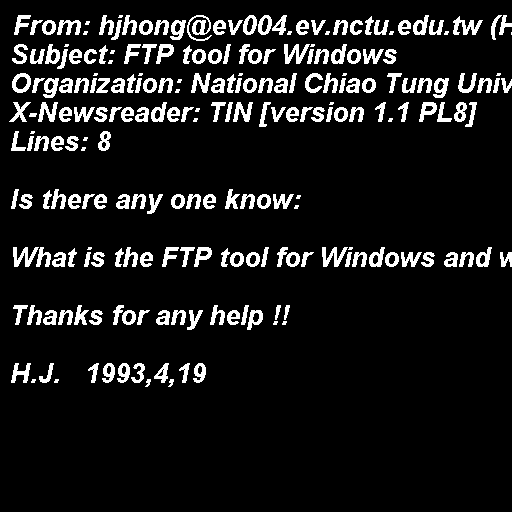 From: hjhong@ev004.ev.nctu.edu.tw (H
Subject: FTP tool for Windows
Organization: National Chiao Tung Univ
X-Newsreader: TIN [version 1.1 PL8]
Lines: 8
Is there any one know:
What is the FTP tool for Windows and w
Thanks for any help !!
H.J.   1993,4,19